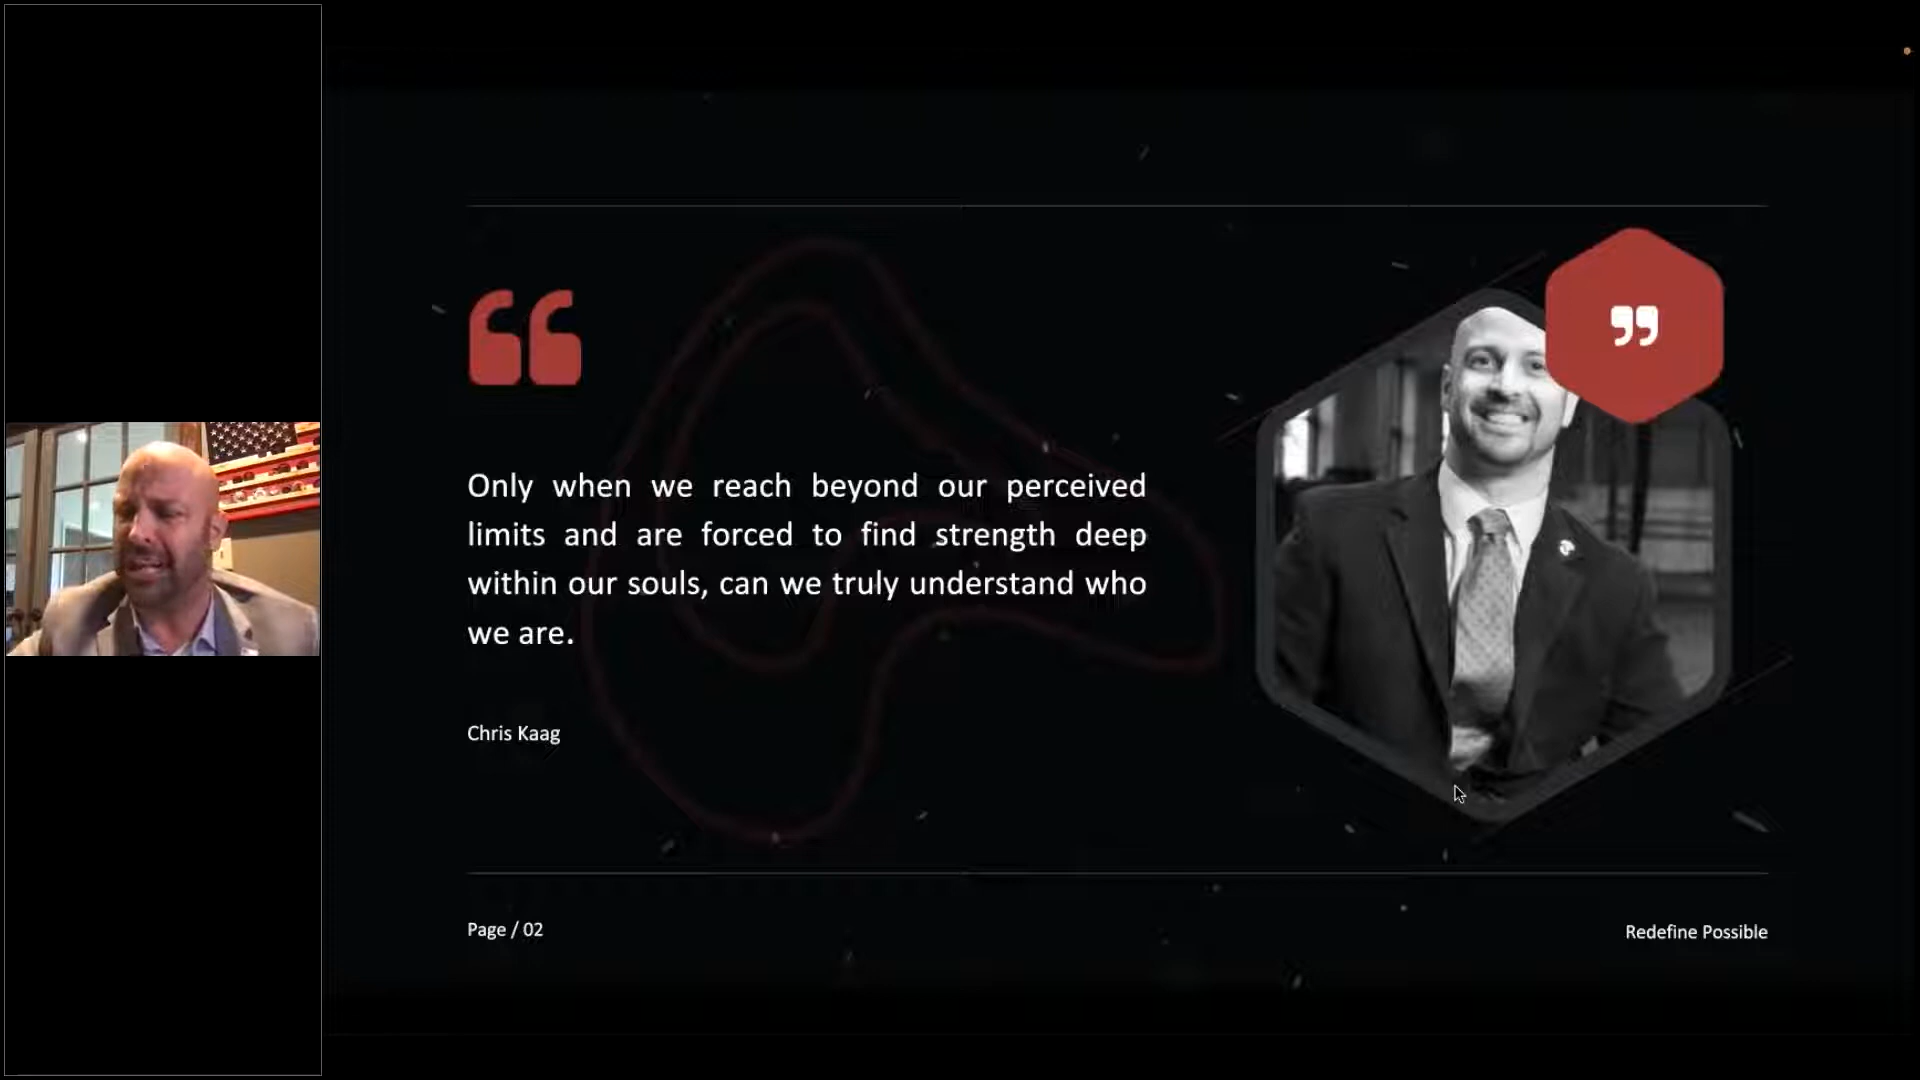 “
”
Only when we reach beyond our perceived
limits and are forced to find strength deep
within our souls, can we truly understand who
we are.
Chris Kaag
Page / 02
Redefine Possible